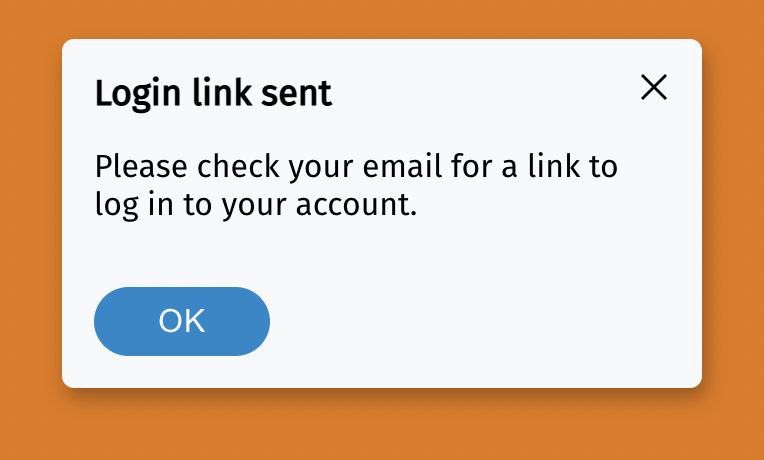 Login link sent
Please check your email for a link to
log in to your account.
OK